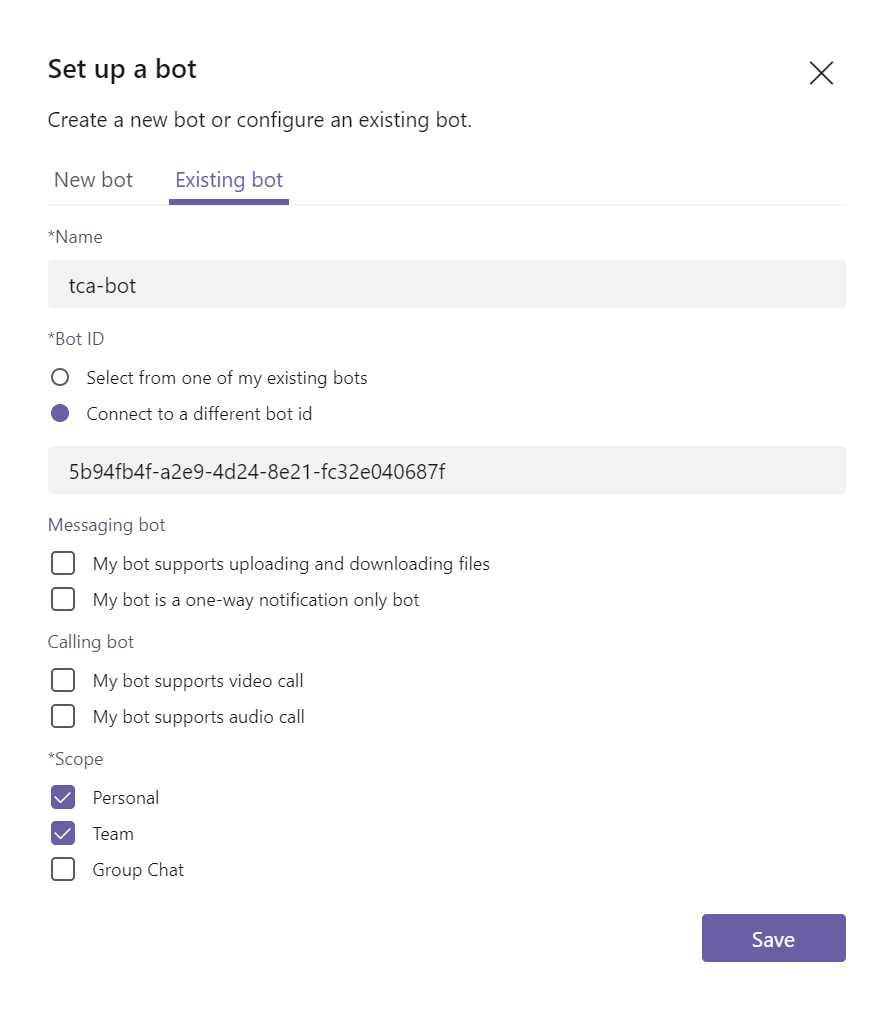 Set up a bot
Create a new bot or configure an existing bot.
New bot Existing bot
*Name
tca-bot
*Bot ID
Select from one of my existing bots
Connect to a different bot id
5b94fb4f-a2e9-4d24-8e21-fc32e040687f
Messaging bot
My bot supports uploading and downloading files
My bot is a one-way notification only bot
Calling bot
My bot supports video call
My bot supports audio call
*Scope
Personal
Team
Group Chat
Save